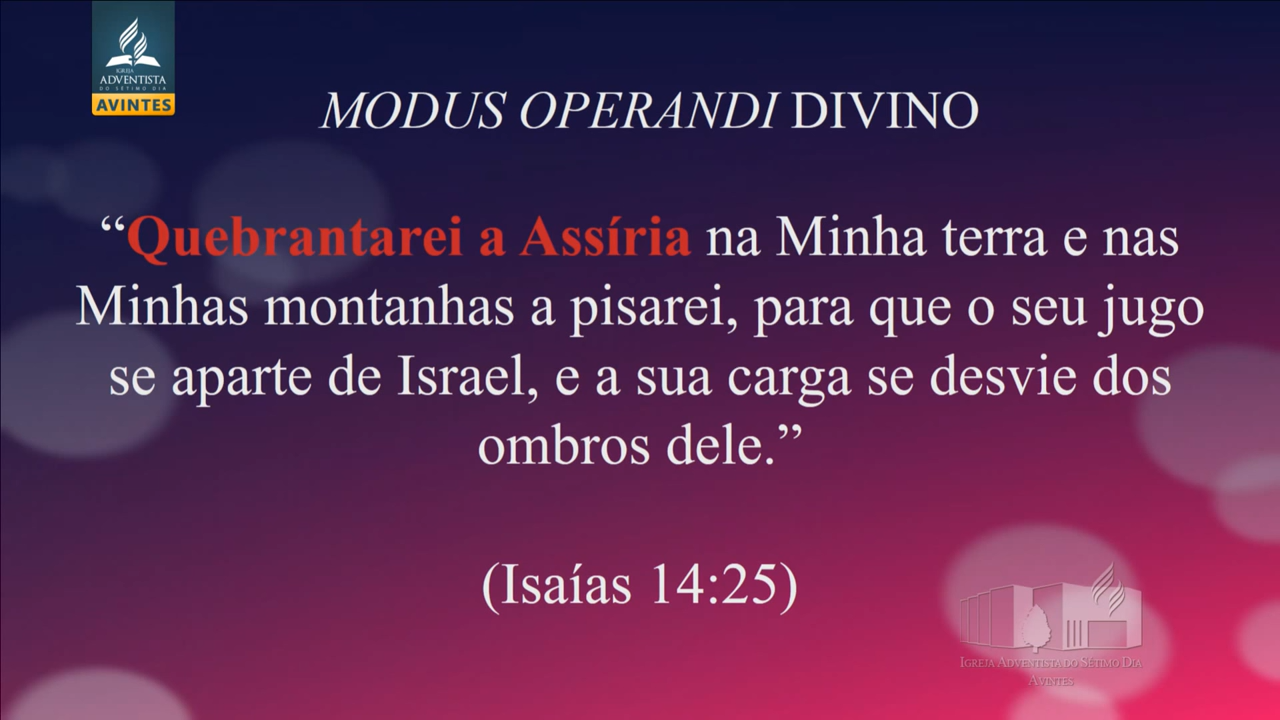 IGREJA
ADVENTISTA
DO SÉTIMO DIA
AVINTES
MODUS OPERANDI DIVINO
“Quebrantarei a Assíria na Minha terra e nas
Minhas montanhas a pisarei, para que o seu jugo
se aparte de Israel, e a sua carga se desvie dos
ombros dele.”
(Isaías 14:25)
IGREJA ADVENTISTA DO SÉTIMO DIA
AVINTES